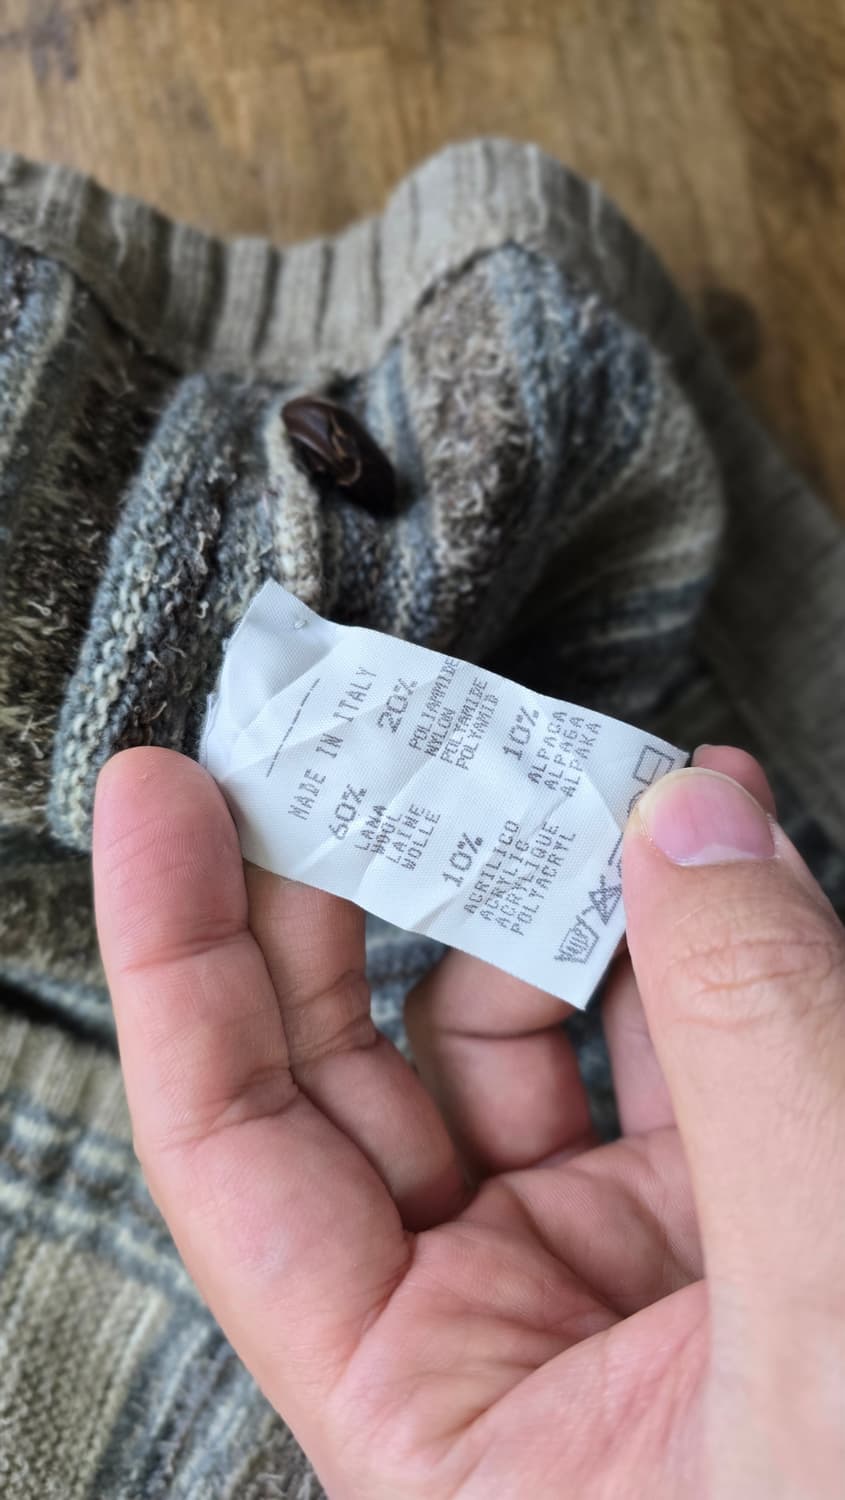 MADE IN ITALY
60%
LANA
WOOL
LAINE
WOLLE
20%
POLIAMMIDE
NYLON
POLYAMIDE
POLYAMID
10%
ACRILICO
ACRYLIC
ACRYLIQUE
POLYACRYL
10%
ALPACA
ALPAGA
ALPAKA